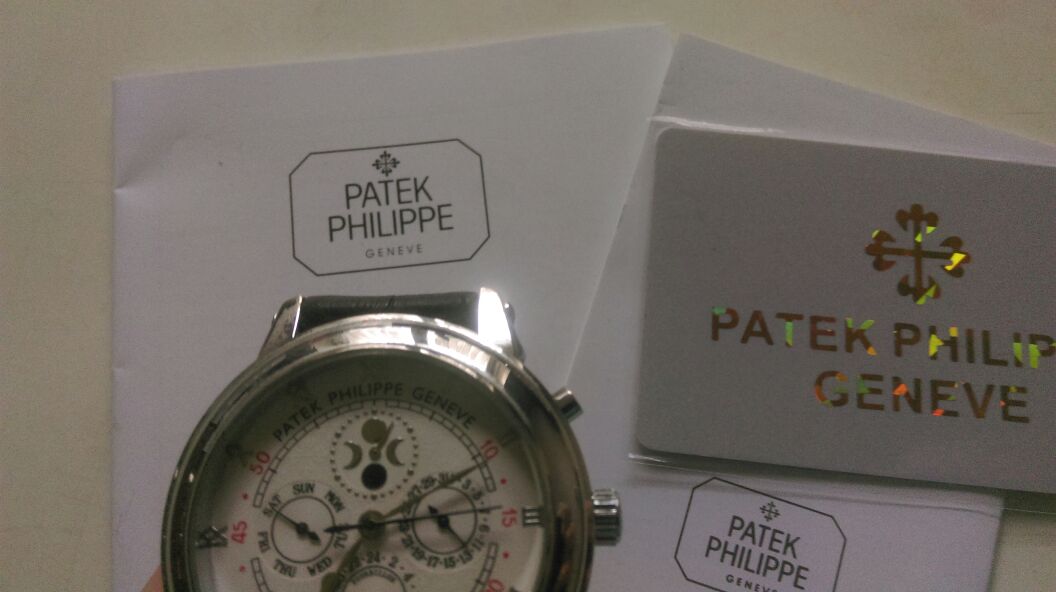 PATEK
PHILIPPE
GENEVE
PATEK PHILIP
GENEVE
PATEK PHILIPPE GENEVE
50
10
45
15
SAT SUN MON
FRI THU WED
PATEK
PHILIPPE
GENEVE